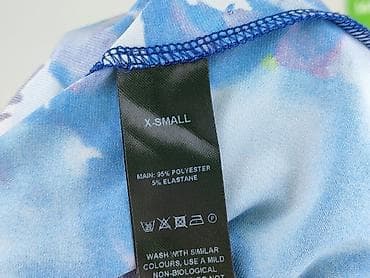 X-SMALL
MAIN: 95% POLYESTER
5% ELASTANE
WASH WITH SIMILAR
COLOURS, USE A MILD
NON-BIOLOGICAL